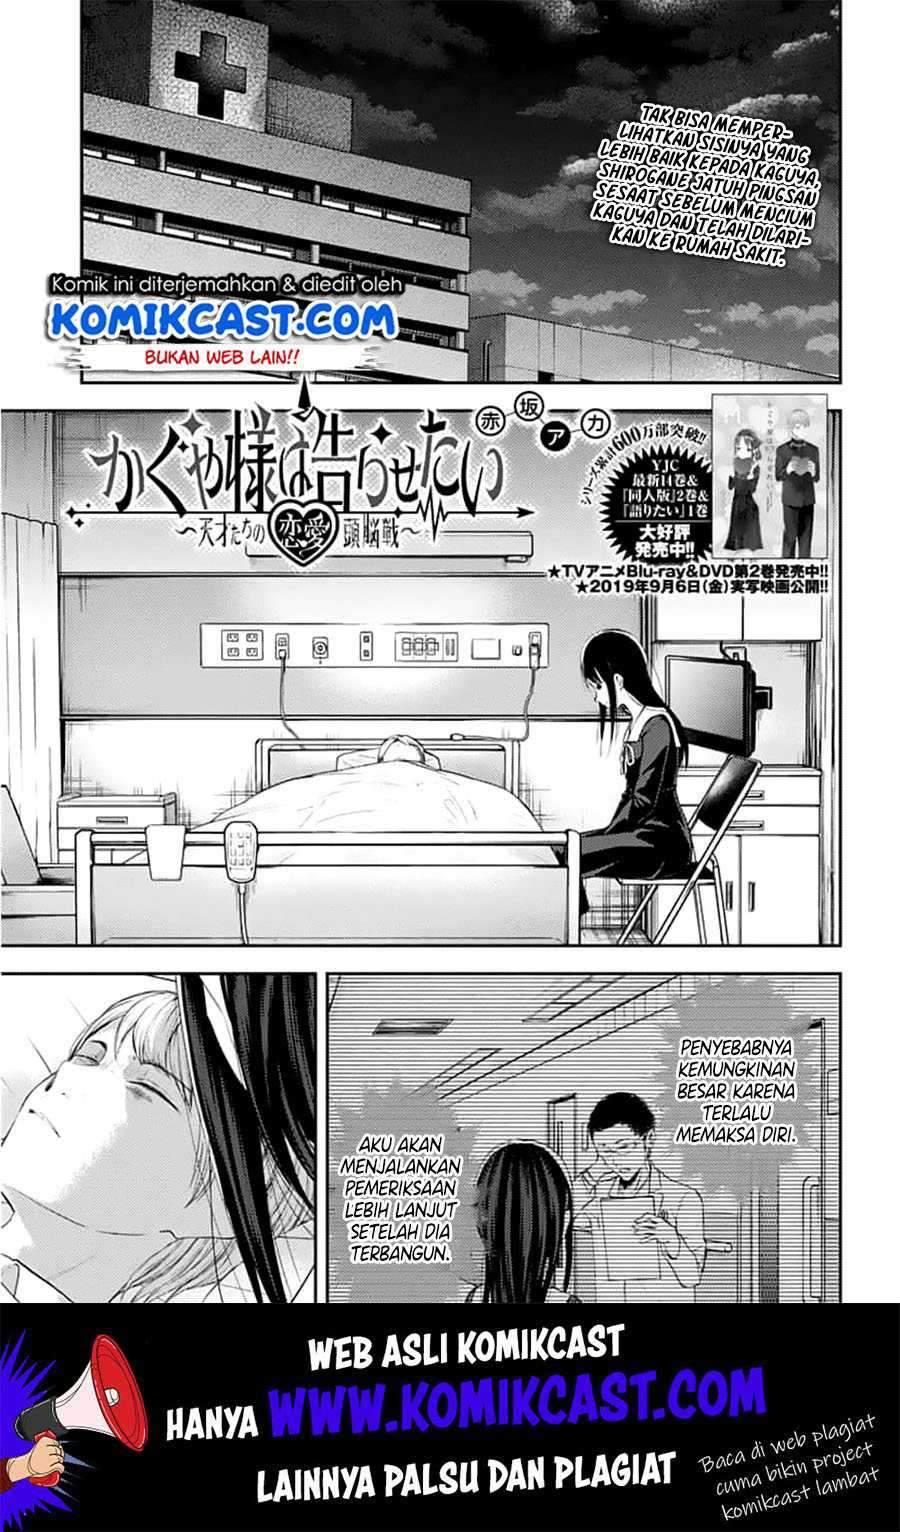 TAK BISA MEMPER-
LIHATKAN SISINYA YANG
LEBIH BAIK KEPADA KAGUYA,
SHIROGANE JATUH PINGSAN
SESAAT SEBELUM MENCIUM
KAGUYA DAN TELAH DILARI-
KAN KE RUMAH SAKIT.
Komik ini diterjemahkan & diedit oleh
KOMIKCAST.COM
BUKAN WEB LAIN!!
かぐや様は告らせたい
～天才たちの恋愛頭脳戦～
赤坂アカ
シリーズ累計600万部突破!!
YJC
最新14巻&
『同人版』2巻&
『語りたい』1巻
大好評
発売中!!
★TVアニメBlu-ray&DVD第2巻発売中!!
★2019年9月6日(金)実写映画公開!!
PENYEBABNYA
KEMUNGKINAN
BESAR KARENA
TERLALU
MEMAKSA DIRI.
AKU AKAN
MENJALANKAN
PEMERIKSAAN
LEBIH LANJUT
SETELAH DIA
TERBANGUN.
WEB ASLI KOMIKCAST
HANYA WWW.KOMIKCAST.COM
LAINNYA PALSU DAN PLAGIAT
Baca di web plagiat
cuma bikin project
komikcast lambat